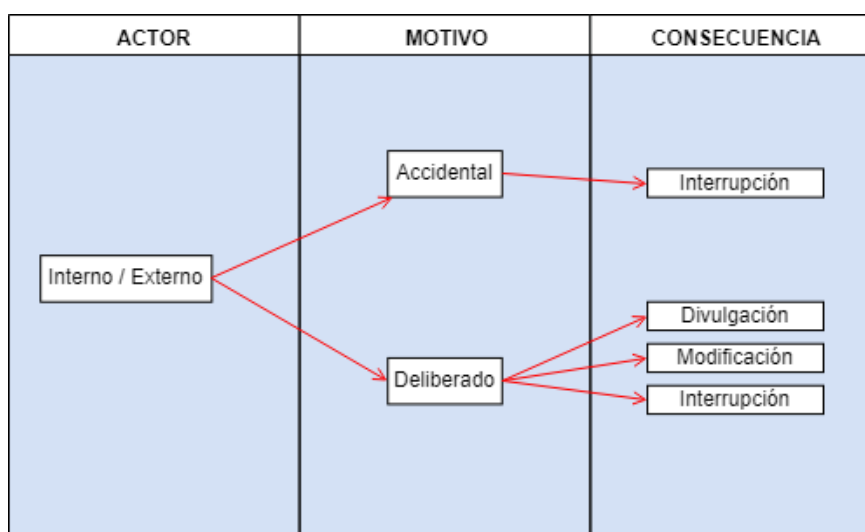 ACTOR
MOTIVO
CONSECUENCIA
Accidental
Interrupción
Interno / Externo
Divulgación
Deliberado
Modificación
Interrupción